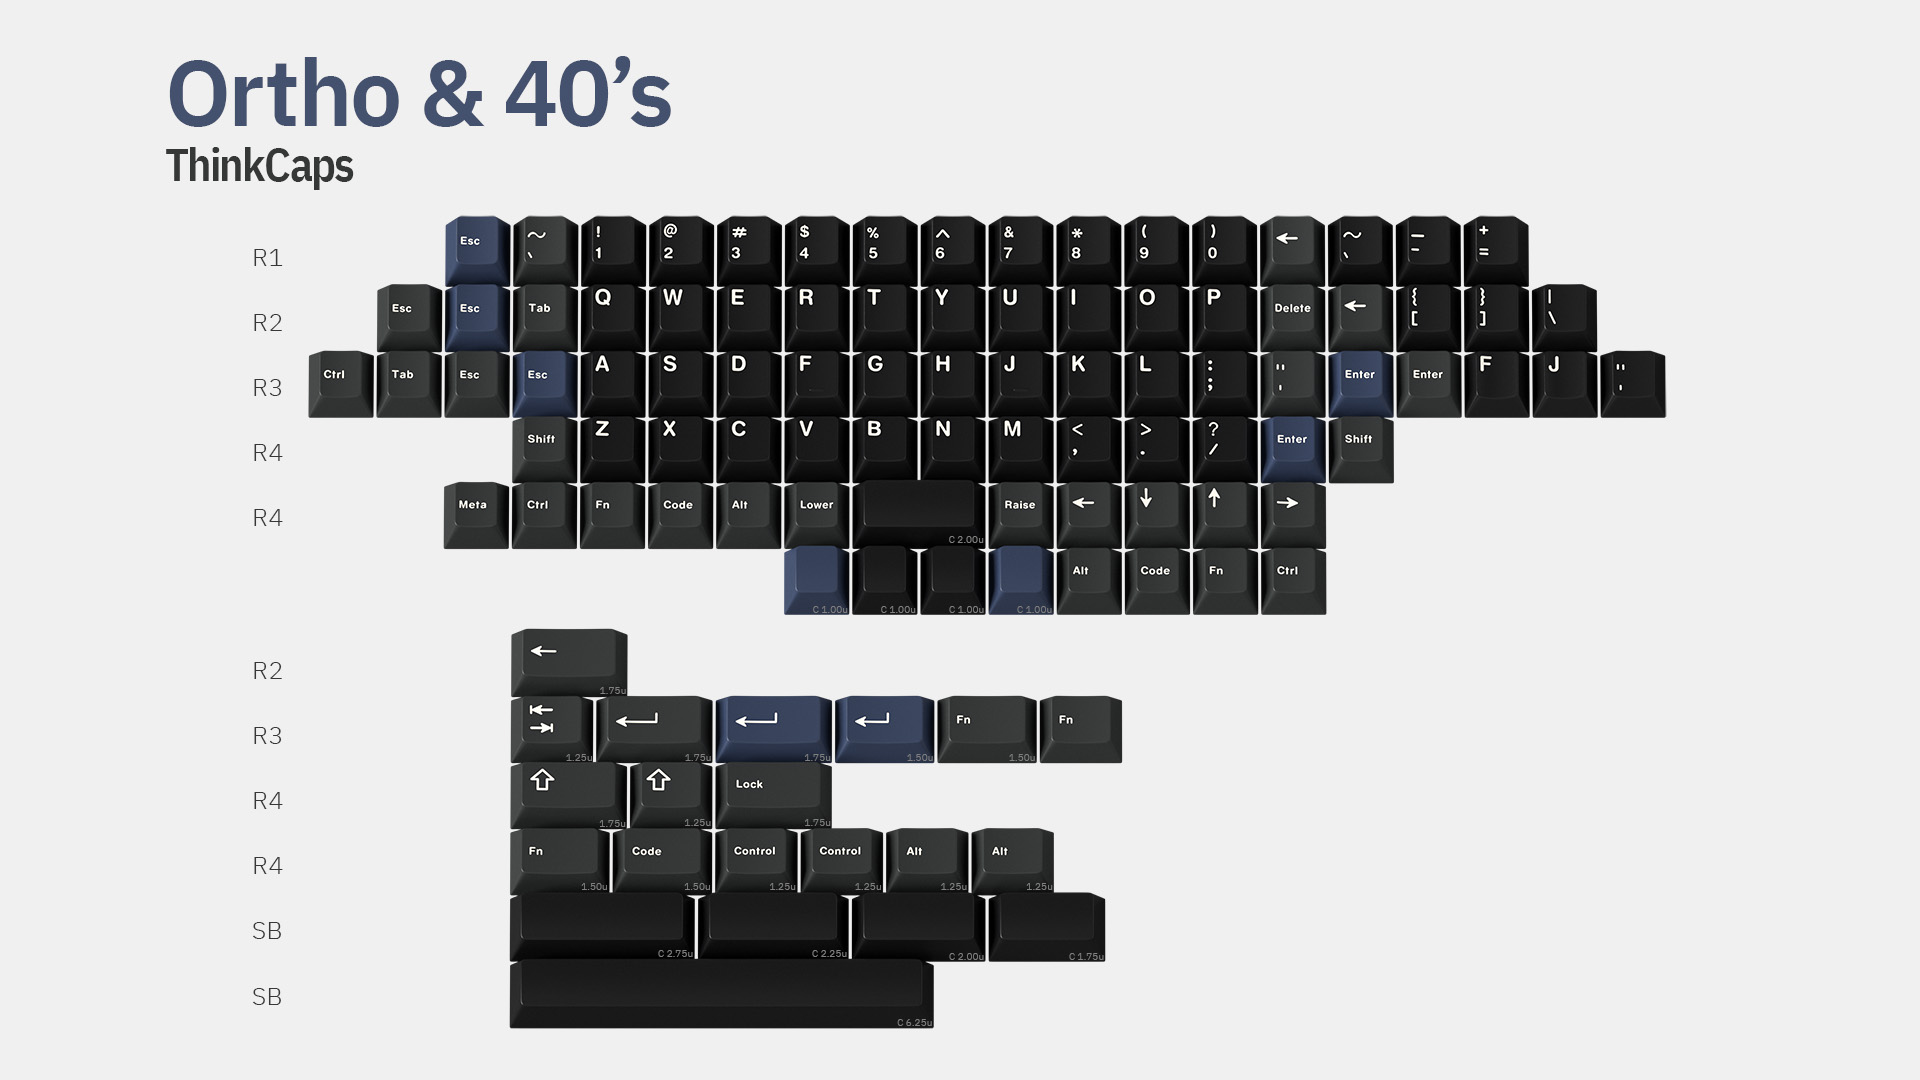 Ortho & 40’s
ThinkCaps
R1 Esc ~ ` ! 1 @ 2 # 3 $ 4 % 5 ^ 6 & 7 * 8 ( 9 ) 0 ← ~ ` _ - + =
R2 Esc Esc Tab Q W E R T Y U I O P Delete ← { [ } ] | \
R3 Ctrl Tab Esc Esc A S D F G H J K L : ; " ' Enter Enter F J " '
R4 Shift Z X C V B N M < , > . ? / Enter Shift
R4 Meta Ctrl Fn Code Alt Lower C 2.00u Raise ← ↓ ↑ →
C 1.00u C 1.00u C 1.00u C 1.00u Alt Code Fn Ctrl
R2 ← 1.75u
R3 1.25u 1.75u 1.75u 1.50u Fn 1.50u Fn
R4 1.75u 1.25u Lock 1.75u
R4 Fn 1.50u Code 1.50u Control 1.25u Control 1.25u Alt 1.25u Alt 1.25u
SB C 2.75u C 2.25u C 2.00u C 1.75u
SB C 6.25u